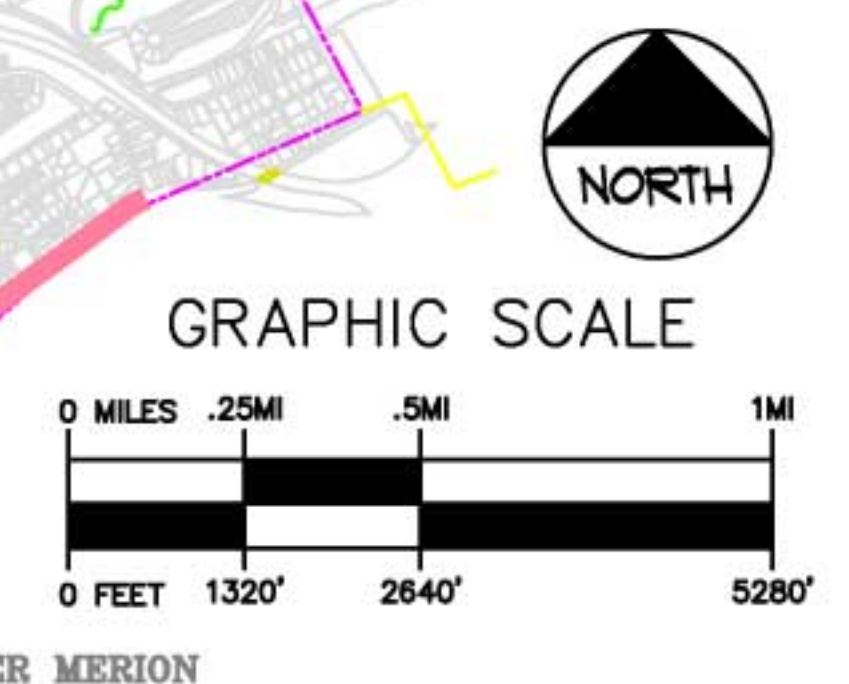 NORTH
GRAPHIC SCALE
0 MILES .25MI .5MI 1MI
0 FEET 1320' 2640' 5280'
MERION